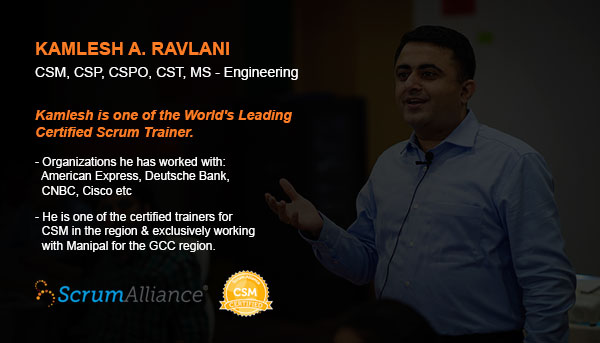 KAMLESH A. RAVLANI
CSM, CSP, CSPO, CST, MS - Engineering
Kamlesh is one of the World's Leading
Certified Scrum Trainer.
- Organizations he has worked with:
American Express, Deutsche Bank,
CNBC, Cisco etc
- He is one of the certified trainers for
CSM in the region & exclusively working
with Manipal for the GCC region.
ScrumAlliance®
CSM
CERTIFIED